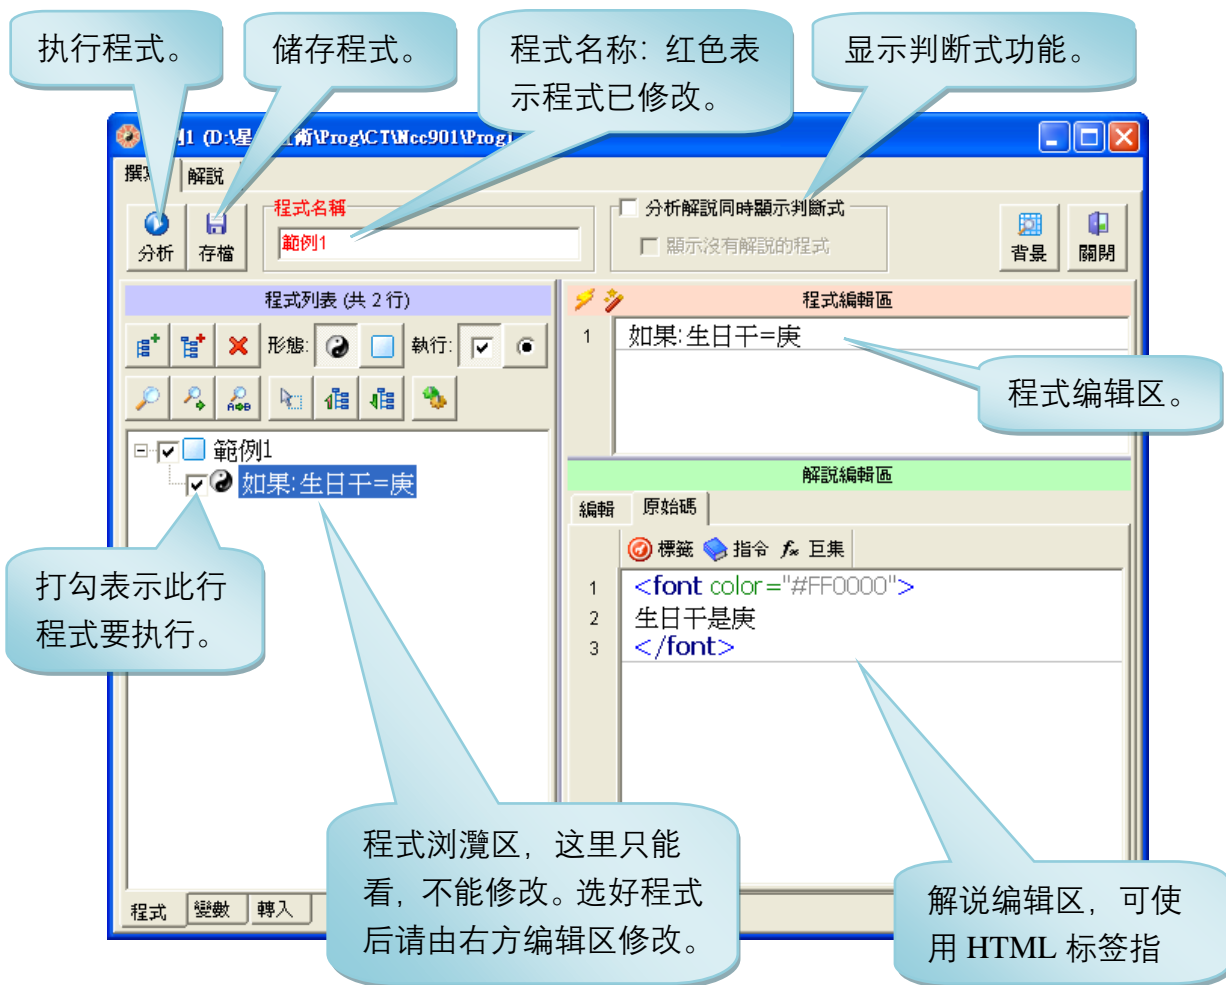 执行程式。
储存程式。
程式名称：红色表
示程式已修改。
显示判断式功能。
(D:\星
術\Prog\CT\Ncc901\Prog
解說
分析
存檔
程式名稱
範例1
分析解說同時顯示判斷式
顯示沒有解說的程式
背景
關閉
程式列表 (共 2 行)
形態:
執行:
範例1
如果:生日干=庚
程式編輯區
1 如果:生日干=庚
程式编辑区。
解說編輯區
編輯 原始碼
標籤 指令 巨集
1 <font color="#FF0000">
2 生日干是庚
3 </font>
打勾表示此行
程式要执行。
程式浏灠区，这里只能
看，不能修改。选好程式
后请由右方编辑区修改。
解说编辑区，可使
用 HTML 标签指
程式 變數 轉入